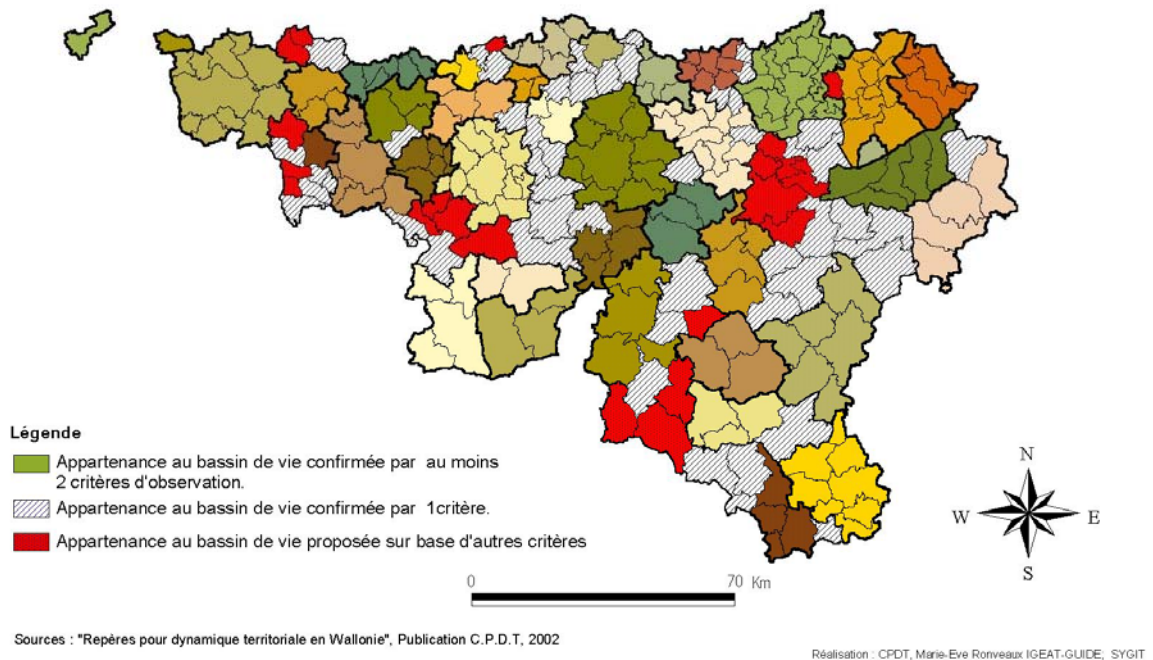 Légende
Appartenance au bassin de vie confirmée par au moins
2 critères d'observation.
Appartenance au bassin de vie confirmée par 1critère.
Appartenance au bassin de vie proposée sur base d'autres critères
N
W
E
S
0
70 Km
Sources : "Repères pour dynamique territoriale en Wallonie", Publication C.P.D.T, 2002
Réalisation : CPDT, Marie-Eve Ronveaux IGEAT-GUIDE; SYGIT